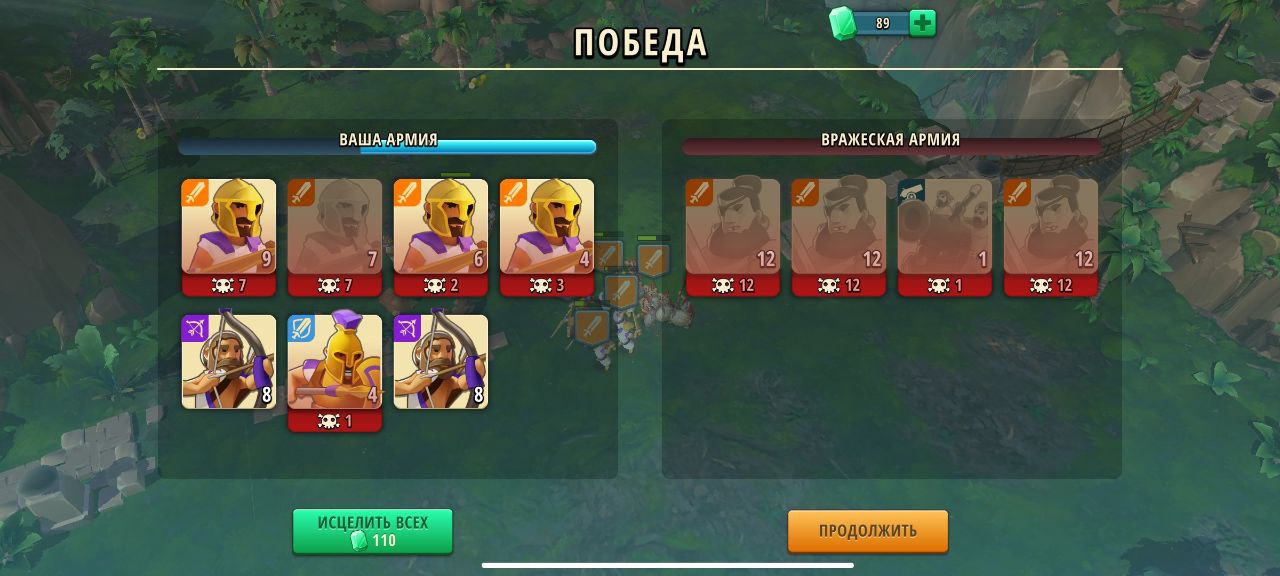 89
ПОБЕДА
ВАША АРМИЯ
ВРАЖЕСКАЯ АРМИЯ
9 7 6 4
7 7 2 3
8 4 8
1
12 12 1 12
12 12 1 12
ИСЦЕЛИТЬ ВСЕХ
110
ПРОДОЛЖИТЬ